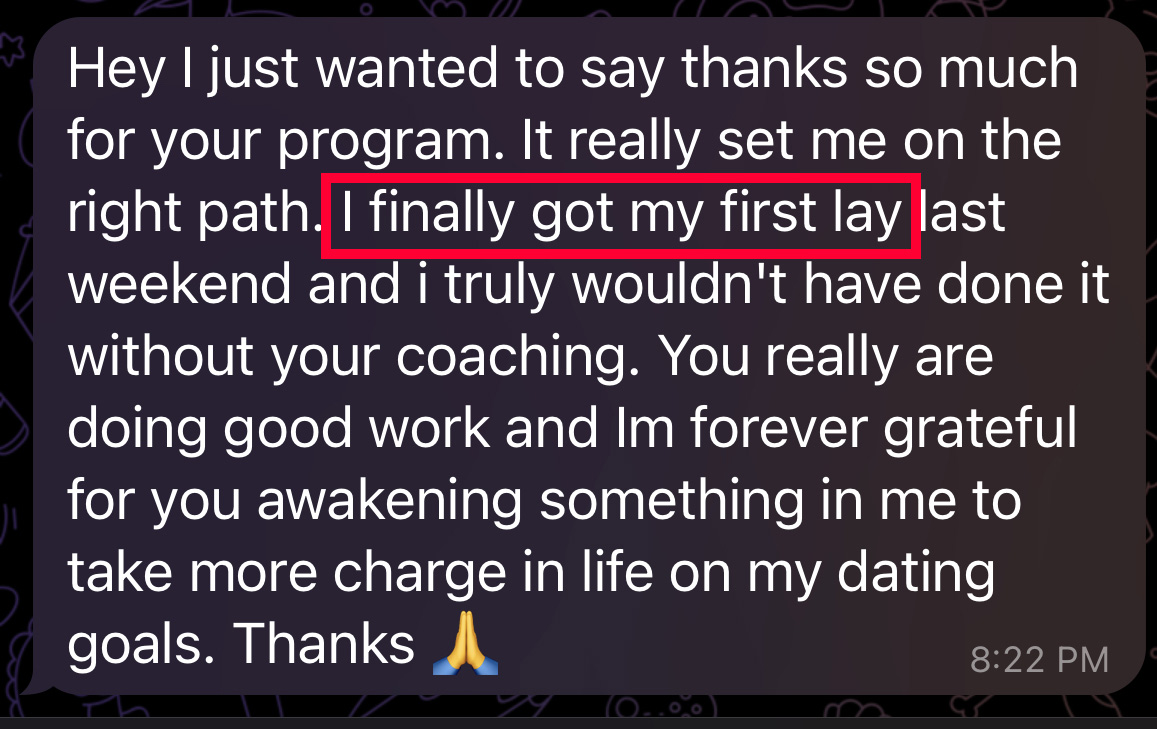 Hey I just wanted to say thanks so much
for your program. It really set me on the
right path. I finally got my first lay last
weekend and i truly wouldn't have done it
without your coaching. You really are
doing good work and Im forever grateful
for you awakening something in me to
take more charge in life on my dating
goals. Thanks 🙏
8:22 PM